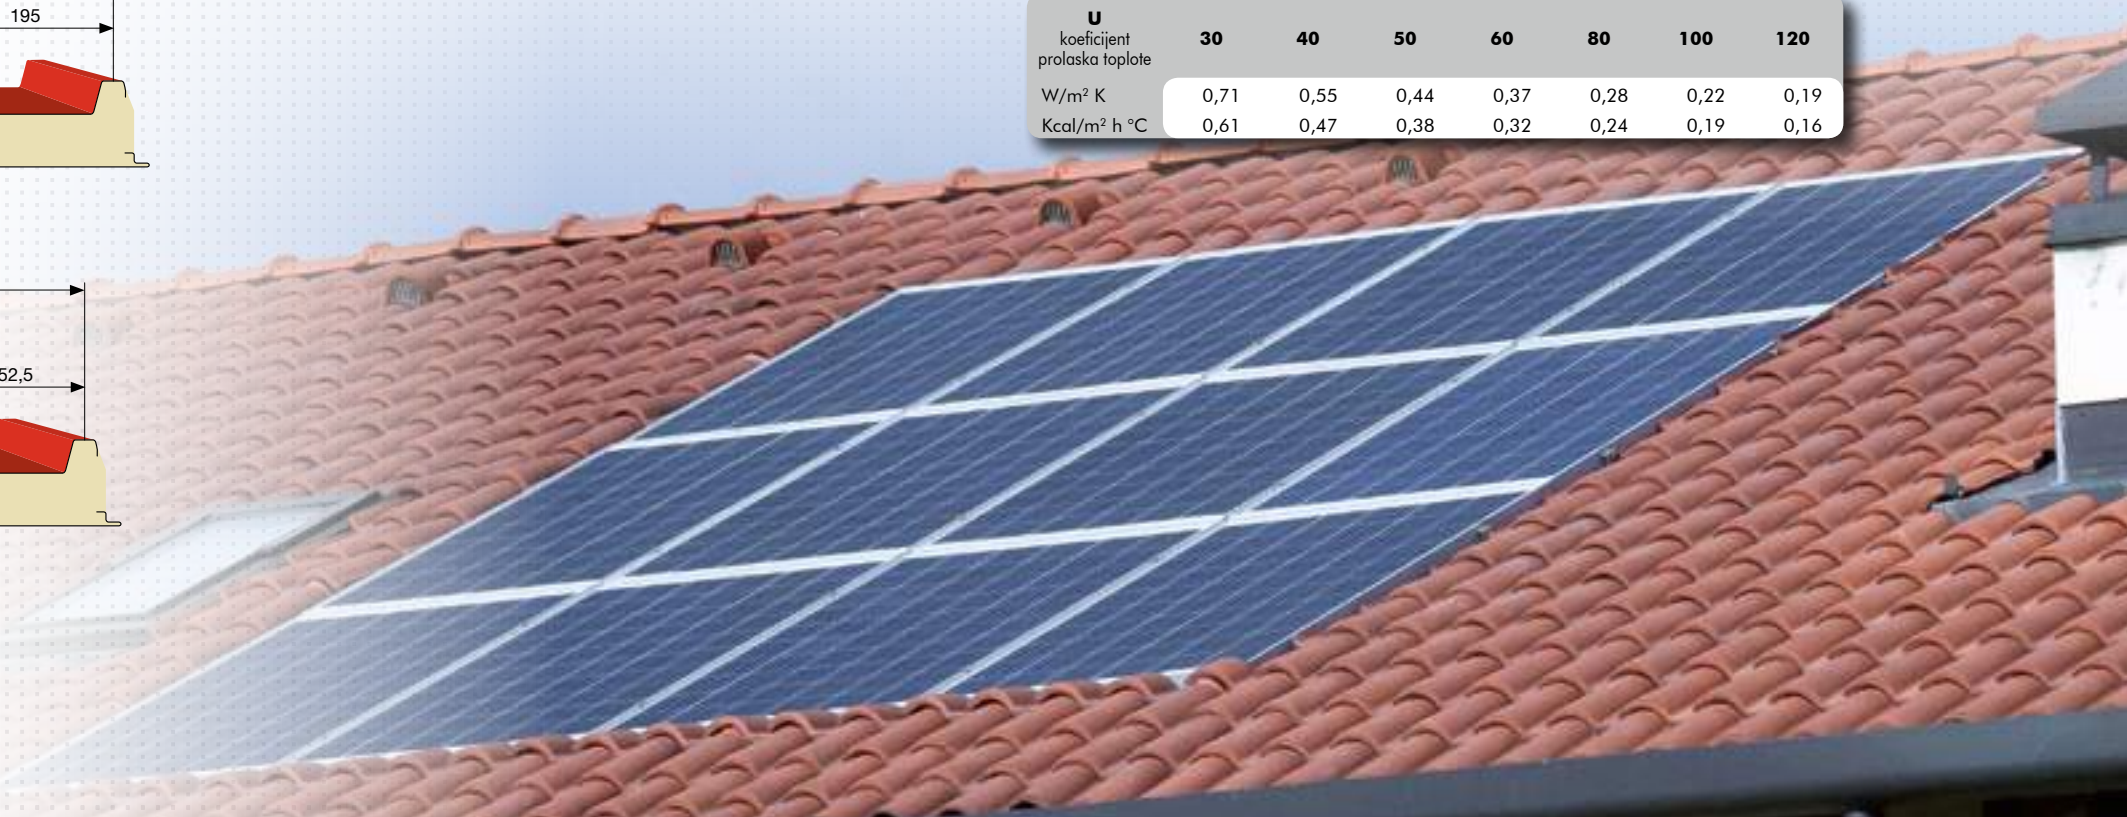 195
52,5
U
koeficijent
prolaska toplote
30 40 50 60 80 100 120
W/m² K 0,71 0,55 0,44 0,37 0,28 0,22 0,19
Kcal/m² h °C 0,61 0,47 0,38 0,32 0,24 0,19 0,16